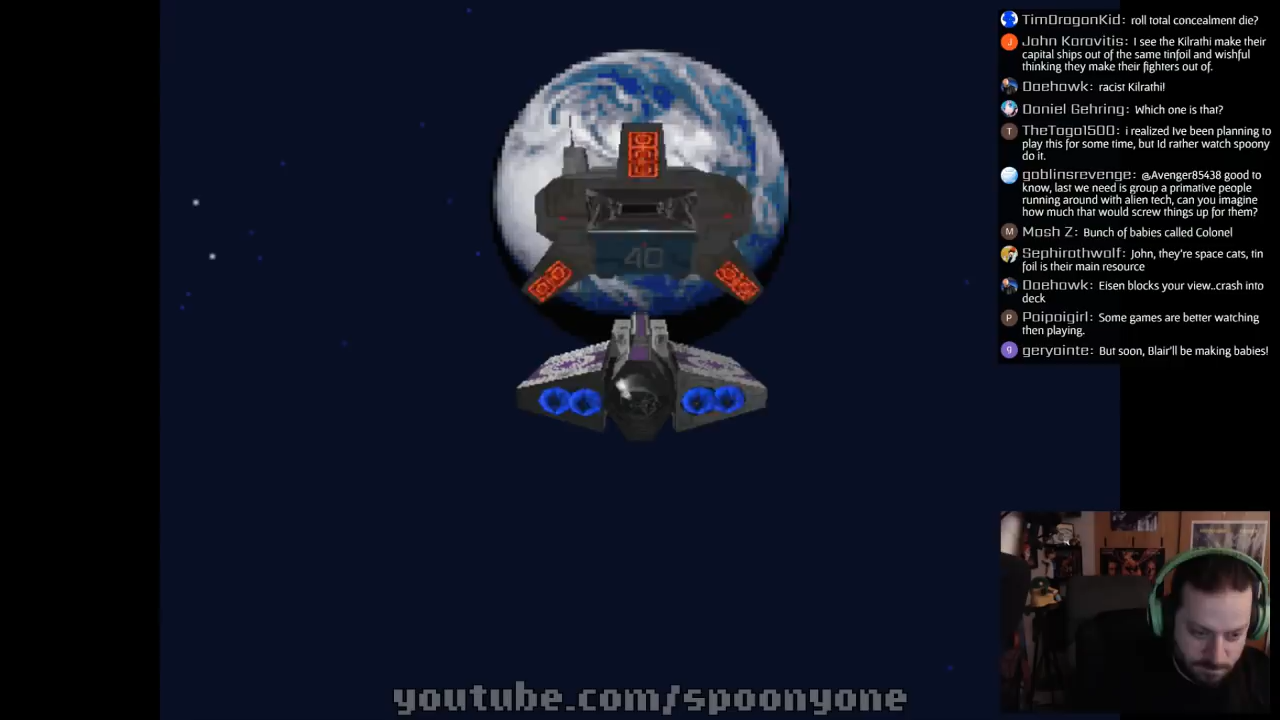 TimDragonKid: roll total concealment die?
John Karavitis: I see the Kilrathi make their
capital ships out of the same tinfoil and wishful
thinking they make their fighters out of.
Daehawk: racist Kilrathi!
Daniel Gehring: Which one is that?
TheTaga1500: i realized Ive been planning to
play this for some time, but Id rather watch spoony
do it.
goblinsrevenge: @Avenger85438 good to
know, last we need is group a primative people
running around with alien tech, can you imagine
how much that would screw things up for them?
Mash Z: Bunch of babies called Colonel
Sephirothwolf: John, they're space cats, tin
foil is their main resource
Daehawk: Eisen blocks your view..crash into
deck
Paipaigirl: Some games are better watching
then playing.
geryointe: But soon, Blair'll be making babies!
40
youtube.com/spoonyone